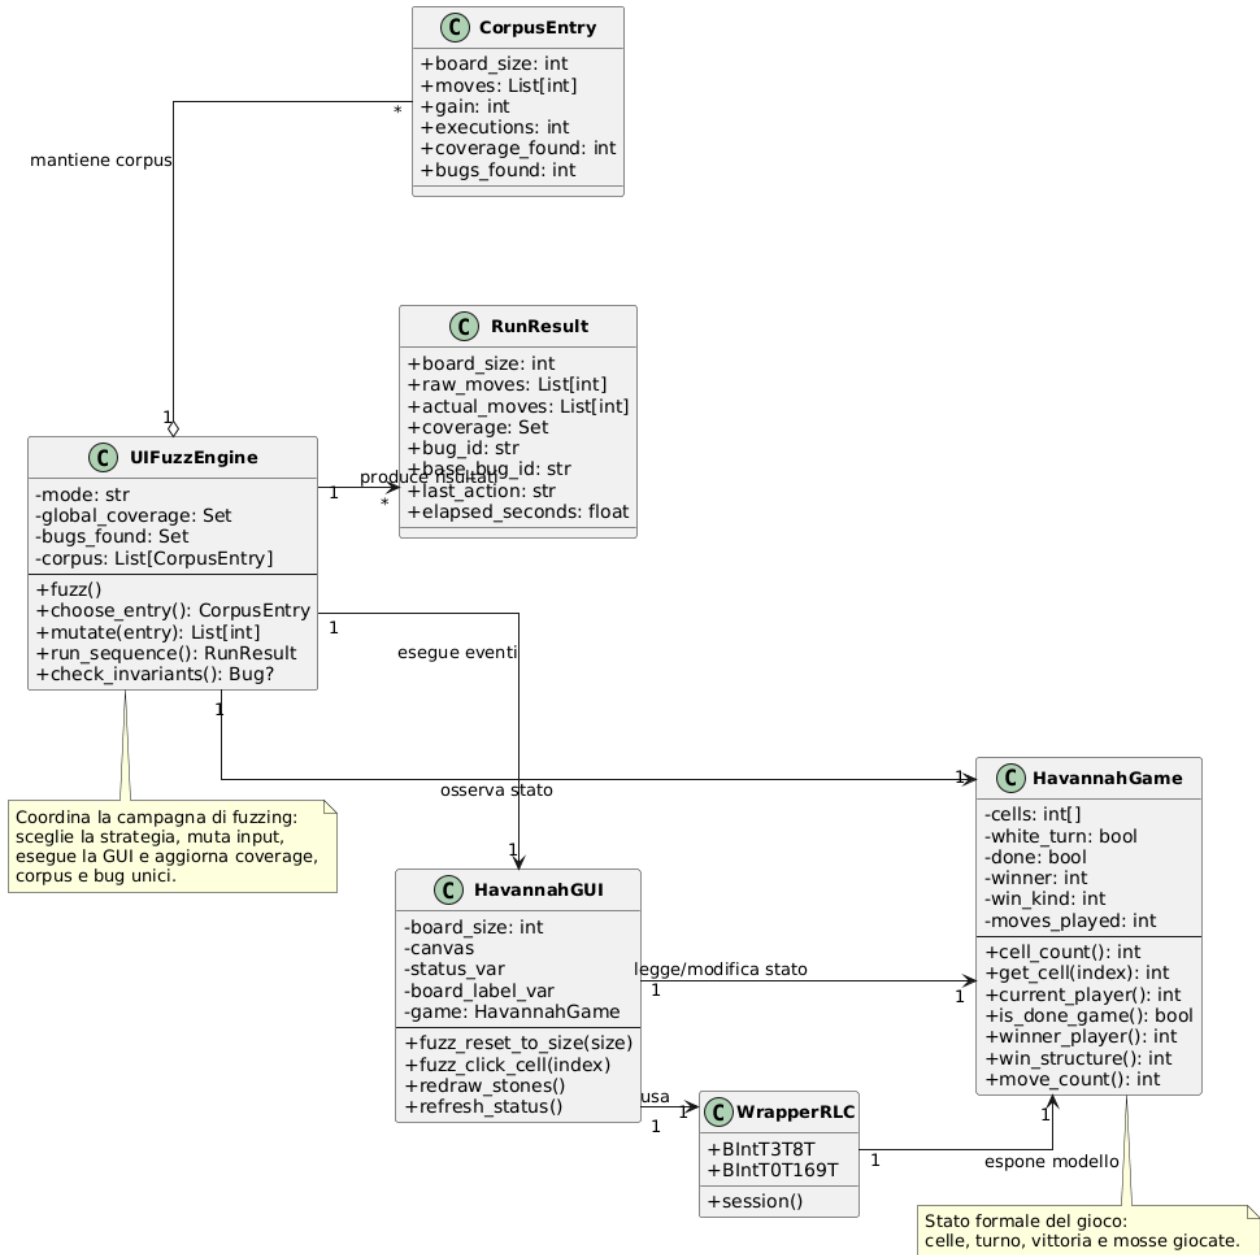 C CorpusEntry
+board_size: int
+moves: List[int]
+gain: int
+executions: int
+coverage_found: int
+bugs_found: int
*
mantiene corpus
1
C RunResult
+board_size: int
+raw_moves: List[int]
+actual_moves: List[int]
+coverage: Set
+bug_id: str
+base_bug_id: str
+last_action: str
+elapsed_seconds: float
produce risultati
1
*
C UIFuzzEngine
-mode: str
-global_coverage: Set
-bugs_found: Set
-corpus: List[CorpusEntry]
+fuzz()
+choose_entry(): CorpusEntry
+mutate(entry): List[int]
+run_sequence(): RunResult
+check_invariants(): Bug?
1
esegue eventi
1
1
osserva stato
1
Coordina la campagna di fuzzing:
sceglie la strategia, muta input,
esegue la GUI e aggiorna coverage,
corpus e bug unici.
C HavannahGame
-cells: int[]
-white_turn: bool
-done: bool
-winner: int
-win_kind: int
-moves_played: int
+cell_count(): int
+get_cell(index): int
+current_player(): int
+is_done_game(): bool
+winner_player(): int
+win_structure(): int
+move_count(): int
C HavannahGUI
-board_size: int
-canvas
-status_var
-board_label_var
-game: HavannahGame
+fuzz_reset_to_size(size)
+fuzz_click_cell(index)
+redraw_stones()
+refresh_status()
legge/modifica stato
1
1
usa
1
1
C WrapperRLC
+BIntT3T8T
+BIntT0T169T
+session()
1
espone modello
1
Stato formale del gioco:
celle, turno, vittoria e mosse giocate.